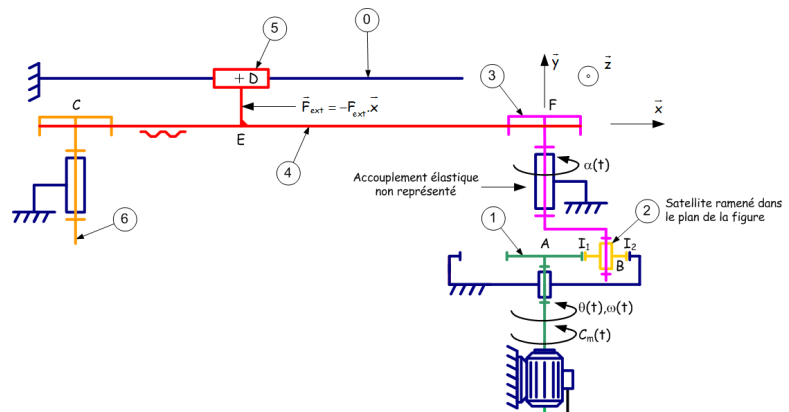 0
5
+ D
C
F⃗ext = −Fext.x⃗
E
4
6
3
F
y⃗
z⃗
x⃗
α(t)
Accouplement élastique
non représenté
1
2
Satellite ramené dans
le plan de la figure
A
I1
I2
B
θ(t),ω(t)
Cm(t)